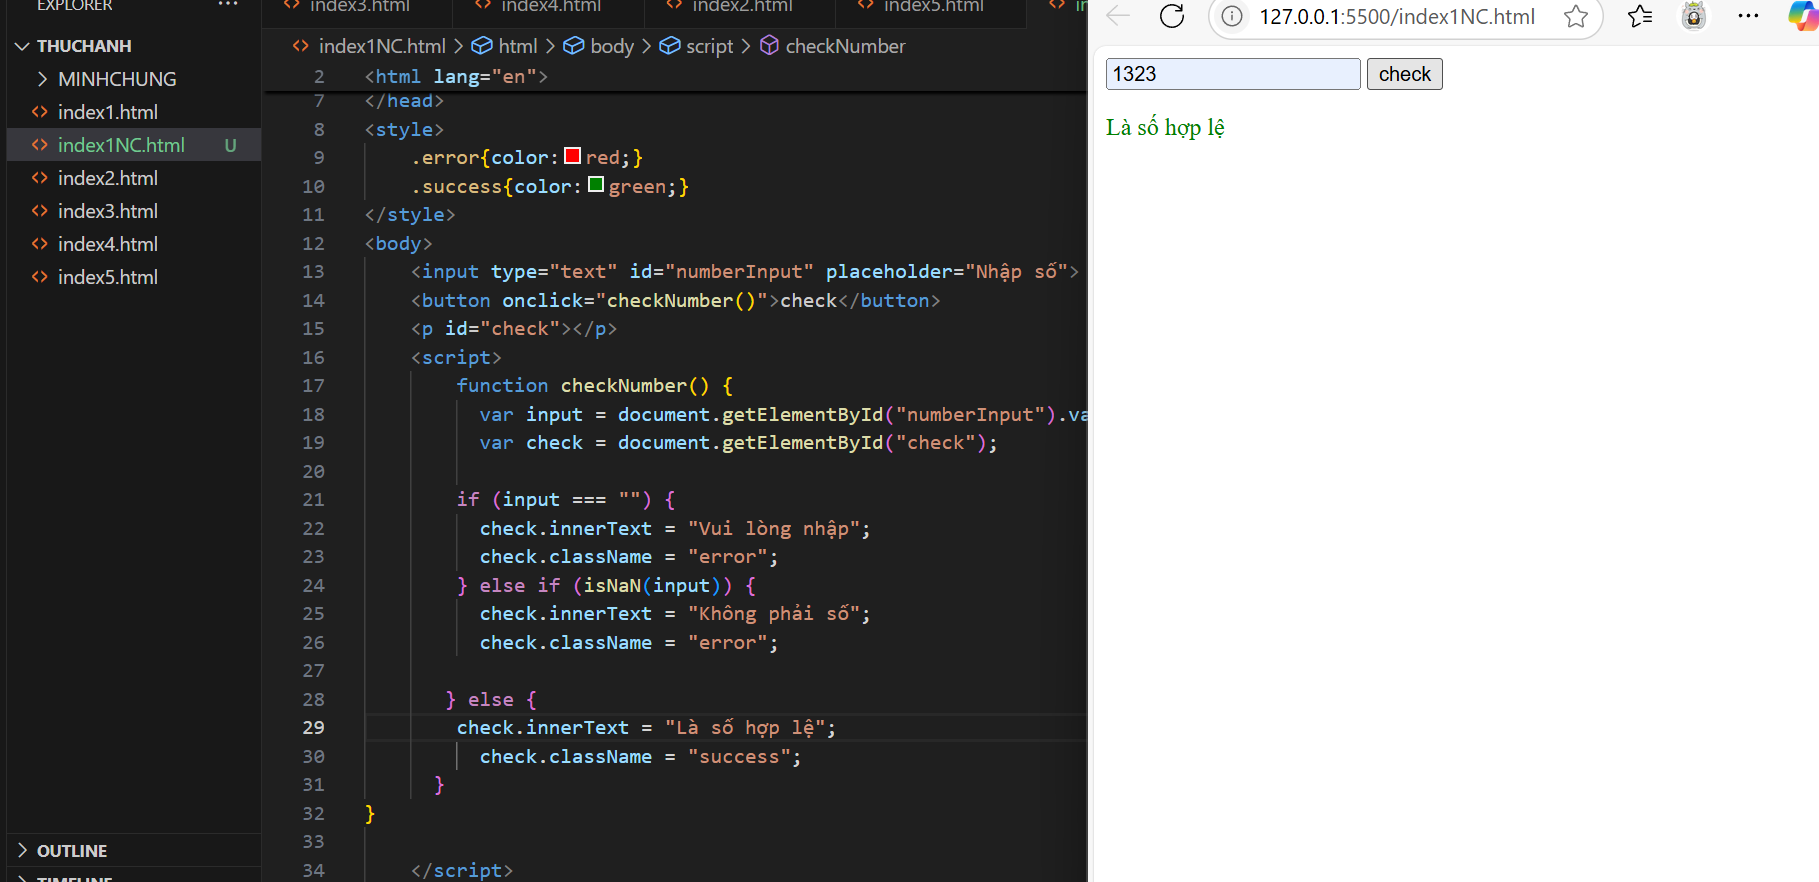 EXPLORER ...
THUCHANH
MINHCHUNG
index1.html
index1NC.html U
index2.html
index3.html
index4.html
index5.html
OUTLINE
TIMELINE
index3.html index4.html index2.html index5.html
index1NC.html > html > body > script > checkNumber
2 <html lang="en">
7 </head>
8 <style>
9 .error{color:red;}
10 .success{color:green;}
11 </style>
12 <body>
13 <input type="text" id="numberInput" placeholder="Nhập số">
14 <button onclick="checkNumber()">check</button>
15 <p id="check"></p>
16 <script>
17 function checkNumber() {
18 var input = document.getElementById("numberInput").va
19 var check = document.getElementById("check");
20
21 if (input === "") {
22 check.innerText = "Vui lòng nhập";
23 check.className = "error";
24 } else if (isNaN(input)) {
25 check.innerText = "Không phải số";
26 check.className = "error";
27
28 } else {
29 check.innerText = "Là số hợp lệ";
30 check.className = "success";
31 }
32 }
33
34 </script>
127.0.0.1:5500/index1NC.html
1323 check
Là số hợp lệ